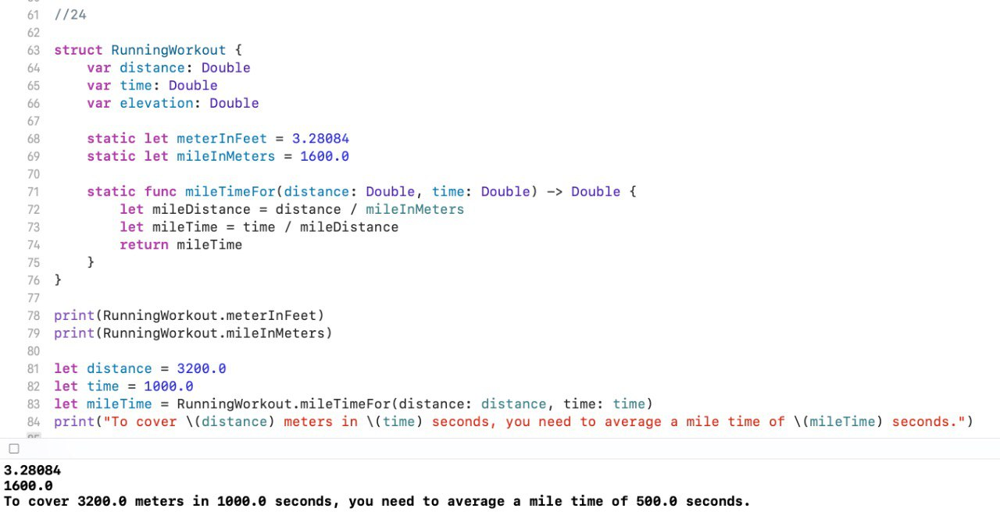 61 //24
62
63 struct RunningWorkout {
64     var distance: Double
65     var time: Double
66     var elevation: Double
67
68     static let meterInFeet = 3.28084
69     static let mileInMeters = 1600.0
70
71     static func mileTimeFor(distance: Double, time: Double) -> Double {
72         let mileDistance = distance / mileInMeters
73         let mileTime = time / mileDistance
74         return mileTime
75     }
76 }
77
78 print(RunningWorkout.meterInFeet)
79 print(RunningWorkout.mileInMeters)
80
81 let distance = 3200.0
82 let time = 1000.0
83 let mileTime = RunningWorkout.mileTimeFor(distance: distance, time: time)
84 print("To cover \(distance) meters in \(time) seconds, you need to average a mile time of \(mileTime) seconds.")
3.28084
1600.0
To cover 3200.0 meters in 1000.0 seconds, you need to average a mile time of 500.0 seconds.